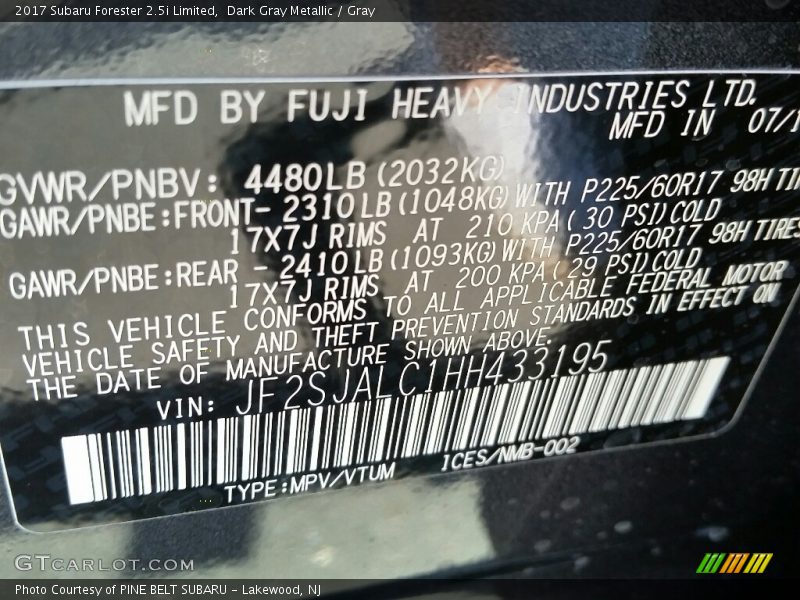 2017 Subaru Forester 2.5i Limited, Dark Gray Metallic / Gray
MFD BY FUJI HEAVY INDUSTRIES LTD.
MFD IN 07/1
GVWR/PNBV: 4480LB (2032KG)
GAWR/PNBE:FRONT- 2310LB (1048KG) WITH P225/60R17 98H TI
17X7J RIMS AT 210 KPA ( 30 PSI) COLD
GAWR/PNBE:REAR - 2410LB (1093KG) WITH P225/60R17 98H TIRES
17X7J RIMS AT 200 KPA ( 29 PSI) COLD
THIS VEHICLE CONFORMS TO ALL APPLICABLE FEDERAL MOTOR
VEHICLE SAFETY AND THEFT PREVENTION STANDARDS IN EFFECT ON
THE DATE OF MANUFACTURE SHOWN ABOVE.
VIN: JF2SJALC1HH433195
TYPE:MPV/VTUM ICES/NMB-002
GTCARLOT.COM
Photo Courtesy of PINE BELT SUBARU - Lakewood, NJ